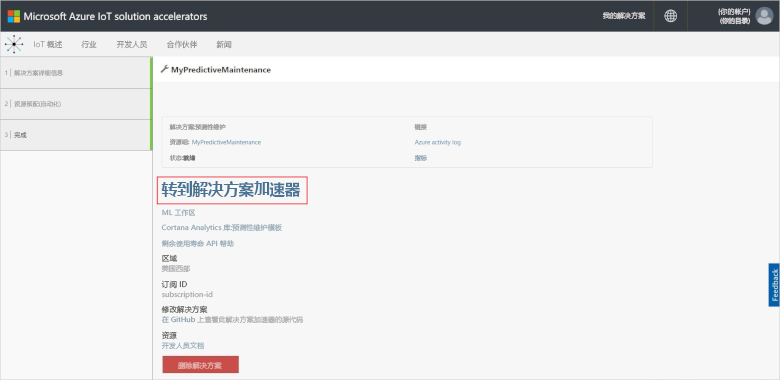 Microsoft Azure IoT solution accelerators
我的解决方案
{你的帐户}
{你的目录}
IoT 概述 行业 开发人员 合作伙伴 新闻
1 解决方案详细信息
2 资源预配(自动化)
3 完成
MyPredictiveMaintenance
解决方案:预测性维护 链接
资源组: MyPredictiveMaintenance Azure activity log
状态:就绪 指标
转到解决方案加速器
ML 工作区
Cortana Analytics 库:预测性维护模板
剩余使用寿命 API 帮助
区域
美国西部
订阅 ID
subscription-id
修改解决方案
在 GitHub 上查看此解决方案加速器的源代码
资源
开发人员文档
删除解决方案
Feedback